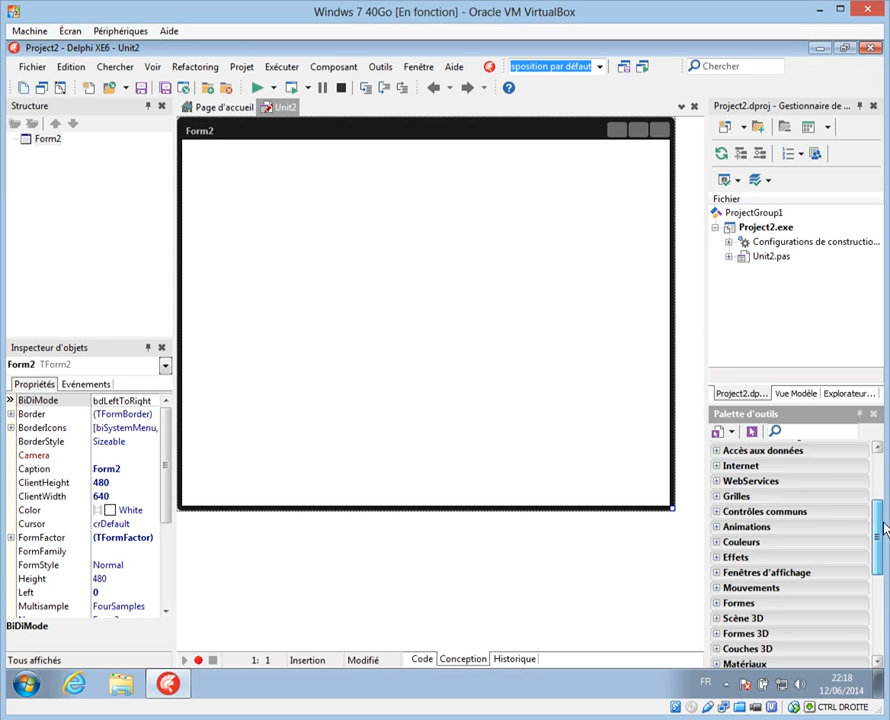 Windws 7 40Go [En fonction] - Oracle VM VirtualBox
Machine Écran Périphériques Aide
Project2 - Delphi XE6 - Unit2
Fichier Edition Chercher Voir Refactoring Projet Exécuter Composant Outils Fenêtre Aide sposition par défaut Chercher
Structure
Form2
Page d'accueil Unit2
Form2
Inspecteur d'objets
Form2 TForm2
Propriétés Evénements
BiDiMode bdLeftToRight
Border (TFormBorder)
BorderIcons [biSystemMenu,
BorderStyle Sizeable
Camera
Caption Form2
ClientHeight 480
ClientWidth 640
Color White
Cursor crDefault
FormFactor (TFormFactor)
FormFamily
FormStyle Normal
Height 480
Left 0
Multisample FourSamples
BiDiMode
Tous affichés
1: 1 Insertion Modifié Code Conception Historique
Project2.dproj - Gestionnaire de ...
Fichier
ProjectGroup1
Project2.exe
Configurations de constructio...
Unit2.pas
Project2.dp... Vue Modèle Explorateur...
Palette d'outils
Accès aux données
Internet
WebServices
Grilles
Contrôles communs
Animations
Couleurs
Effets
Fenêtres d'affichage
Mouvements
Formes
Scène 3D
Formes 3D
Couches 3D
Matériaux
FR 22:18
12/06/2014
CTRL DROITE